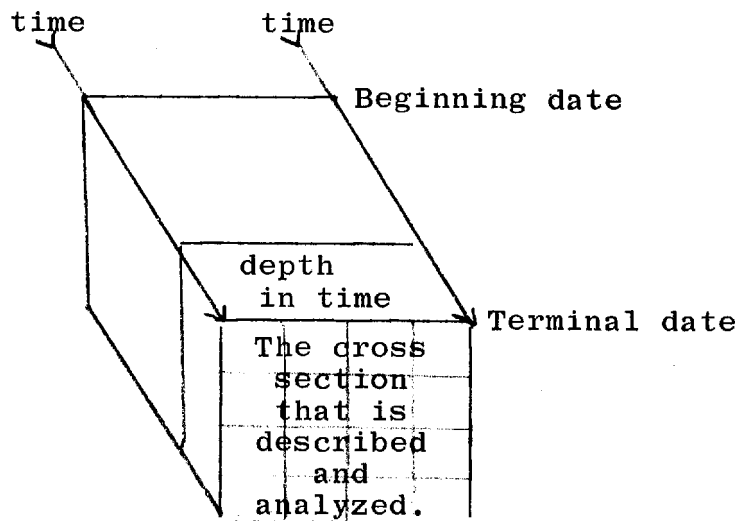 time
time
Beginning date
depth
in time
Terminal date
The cross
section
that is
described
and
analyzed.